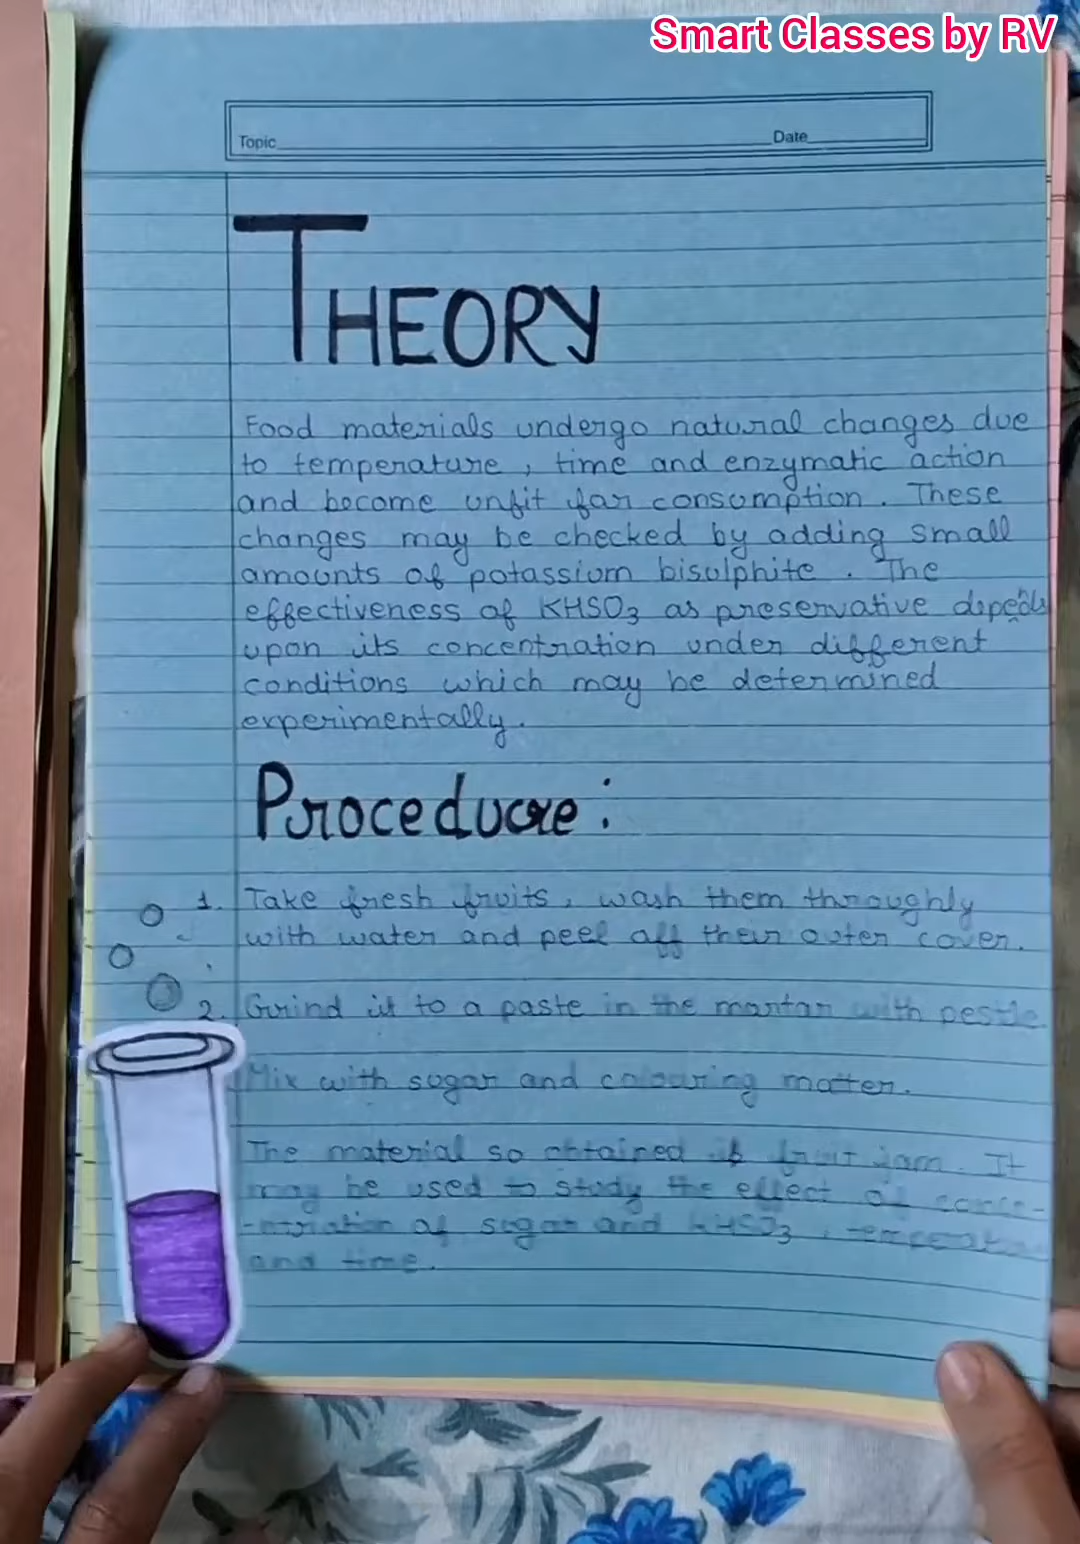 Smart Classes by RV
Topic Date
THEORY
Food materials undergo natural changes due
to temperature, time and enzymatic action
and become unfit for consumption. These
changes may be checked by adding small
amounts of potassium bisulphite. The
effectiveness of KHSO3 as preservative depeds
upon its concentration under different
conditions which may be determined
experimentally.
Procedure:
1. Take fresh fruits, wash them throughly
with water and peel off their outer cover.
2. Grind it to a paste in the mortar with pestle
Mix with sugar and colouring matter.
The material so obtained is fruit jam. It
may be used to study the effect of conce-
-ntration of sugar and KHSO3,
and time.